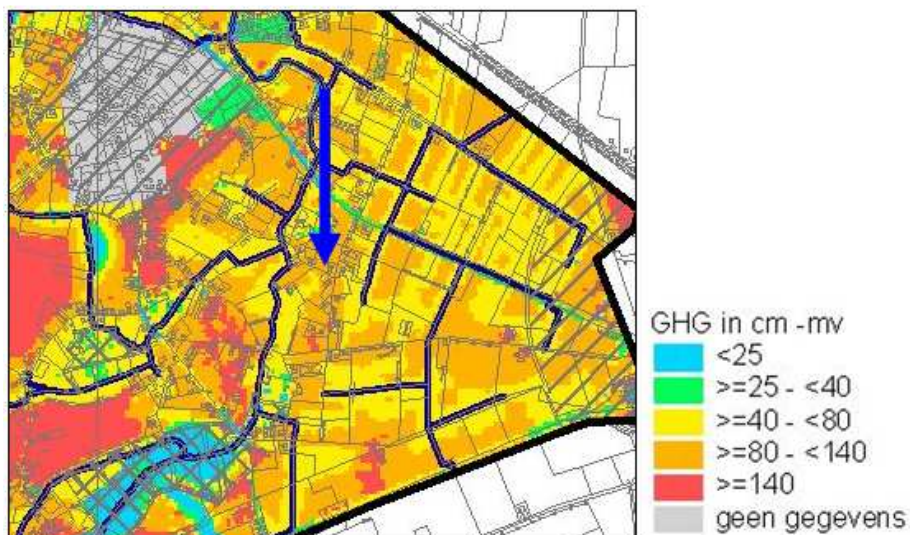 GHG in cm -mv
<25
>=25 - <40
>=40 - <80
>=80 - <140
>=140
geen gegevens